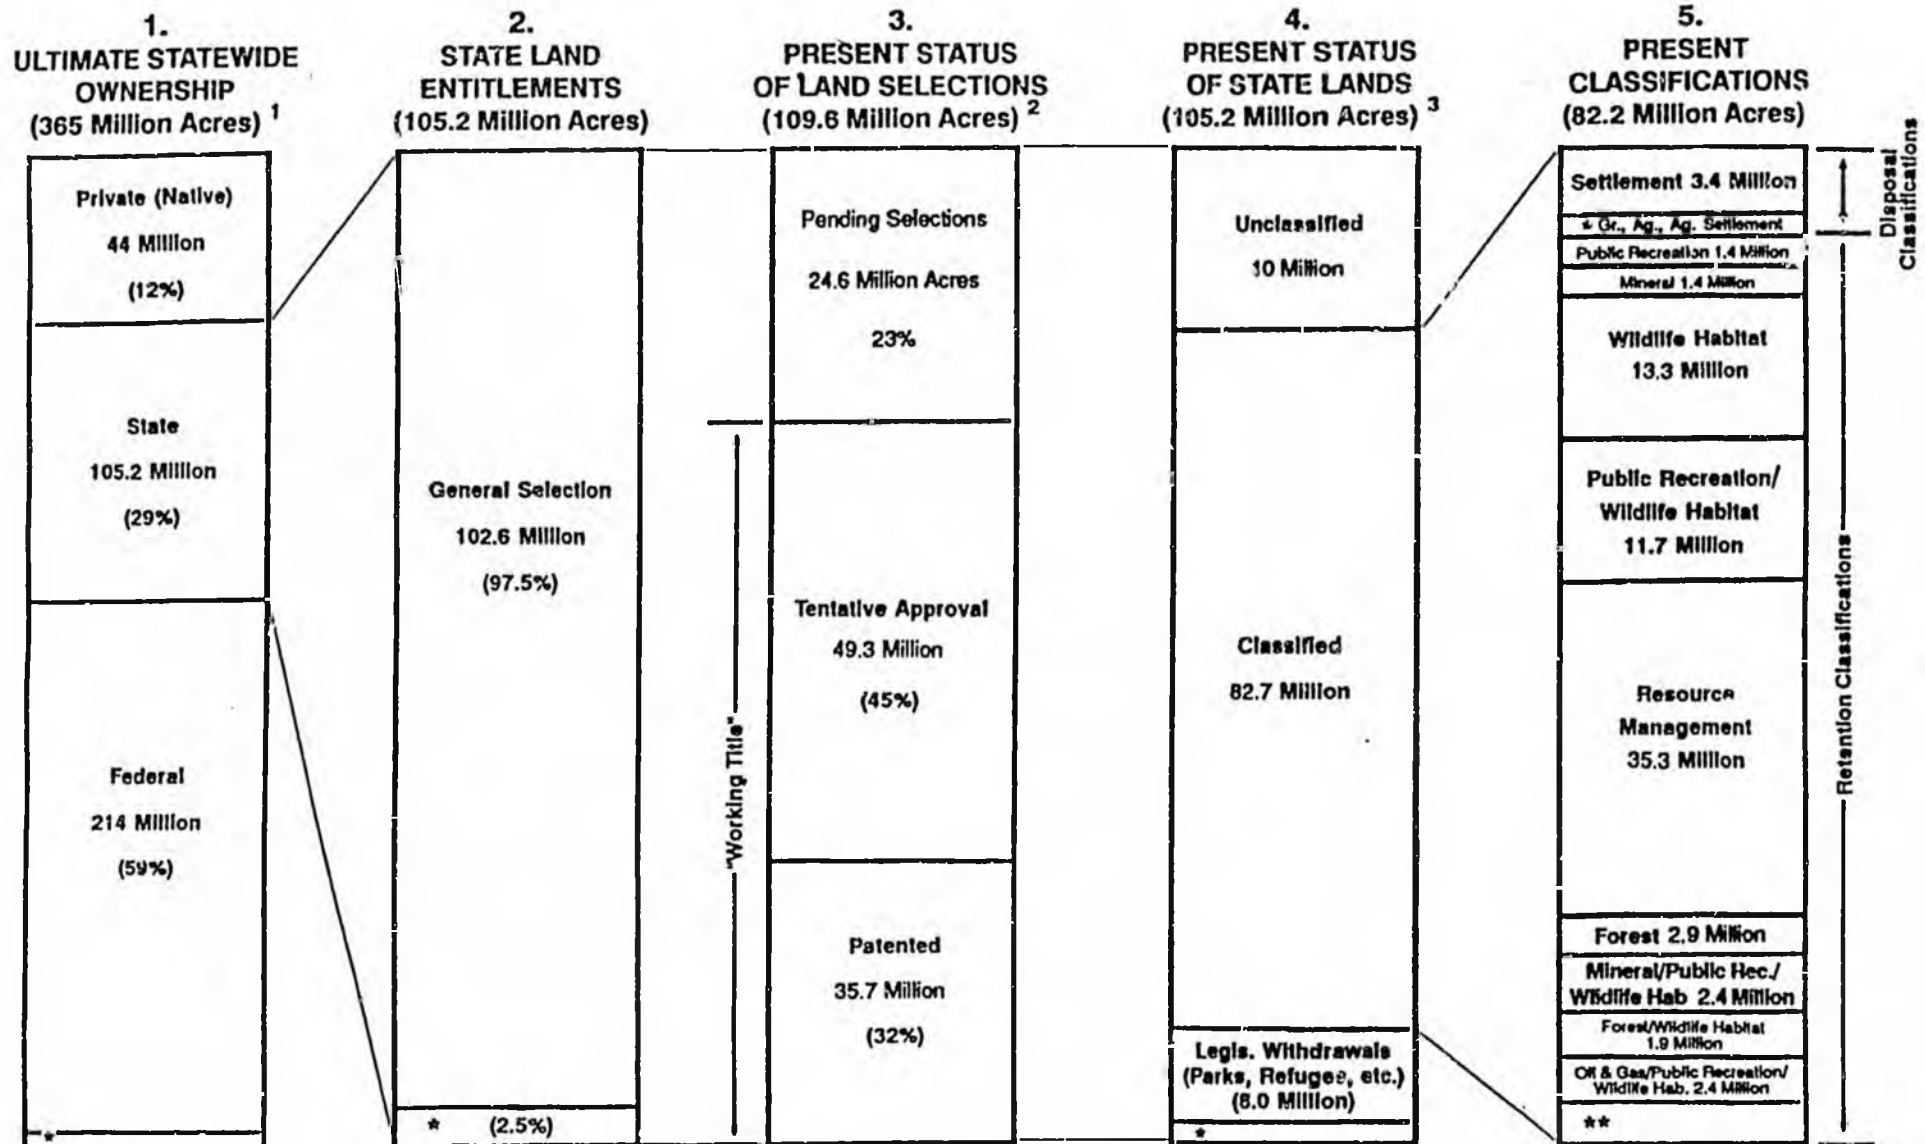 1.
ULTIMATE STATEWIDE
OWNERSHIP
(365 Million Acres) 1
Private (Native)
44 Million
(12%)
State
105.2 Million
(29%)
Federal
214 Million
(59%)
*
2.
STATE LAND
ENTITLEMENTS
(105.2 Million Acres)
General Selection
102.6 Million
(97.5%)
* (2.5%)
3.
PRESENT STATUS
OF LAND SELECTIONS
(109.6 Million Acres) 2
Pending Selections
24.6 Million Acres
23%
"Working Title"
Tentative Approval
49.3 Million
(45%)
Patented
35.7 Million
(32%)
4.
PRESENT STATUS
OF STATE LANDS
(105.2 Million Acres) 3
Unclassified
10 Million
Classified
82.7 Million
Legis. Withdrawals
(Parks, Refuges, etc.)
Million)
*
5.
PRESENT
CLASSIFICATIONS
(82.2 Million Acres)
Settlement 3.4 Million
* Gr., Ag., Ag. Settlement
Public Recreation 1.4 Million
Mineral 1.4 Million
Wildlife Habitat
13.3 Million
Public Recreation/
Wildlife Habitat
11.7 Million
Resource
Management
35.3 Million
Forest 2.9 Million
Mineral/Public Rec./
Wildlife Hab 2.4 Million
Forest/Wildlife Habitat
1.9 Million
Oil & Gas/Public Recreation/
Wildlife Hab. 2.4 Million
**
Disposal
Classifications
Retention Classifications